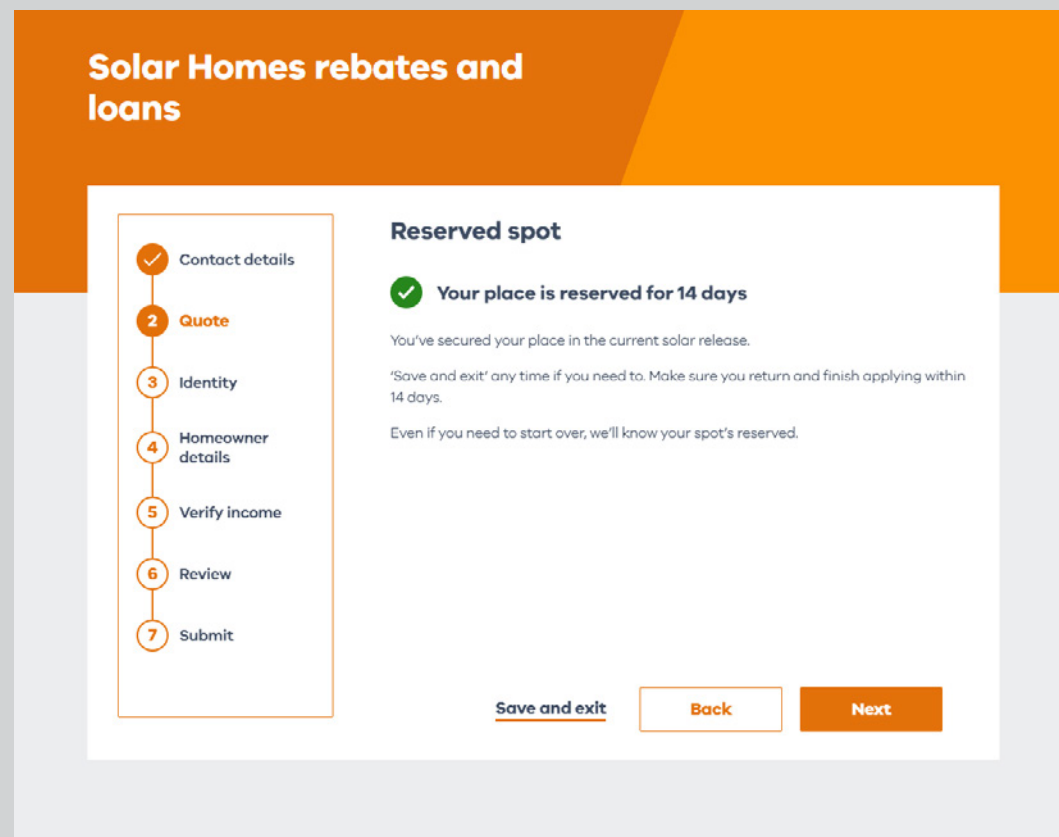 Solar Homes rebates and
loans
Contact details
2 Quote
3 Identity
4 Homeowner
details
5 Verify income
6 Review
7 Submit
Reserved spot
Your place is reserved for 14 days
You've secured your place in the current solar release.
'Save and exit' any time if you need to. Make sure you return and finish applying within
14 days.
Even if you need to start over, we'll know your spot's reserved.
Save and exit
Back
Next